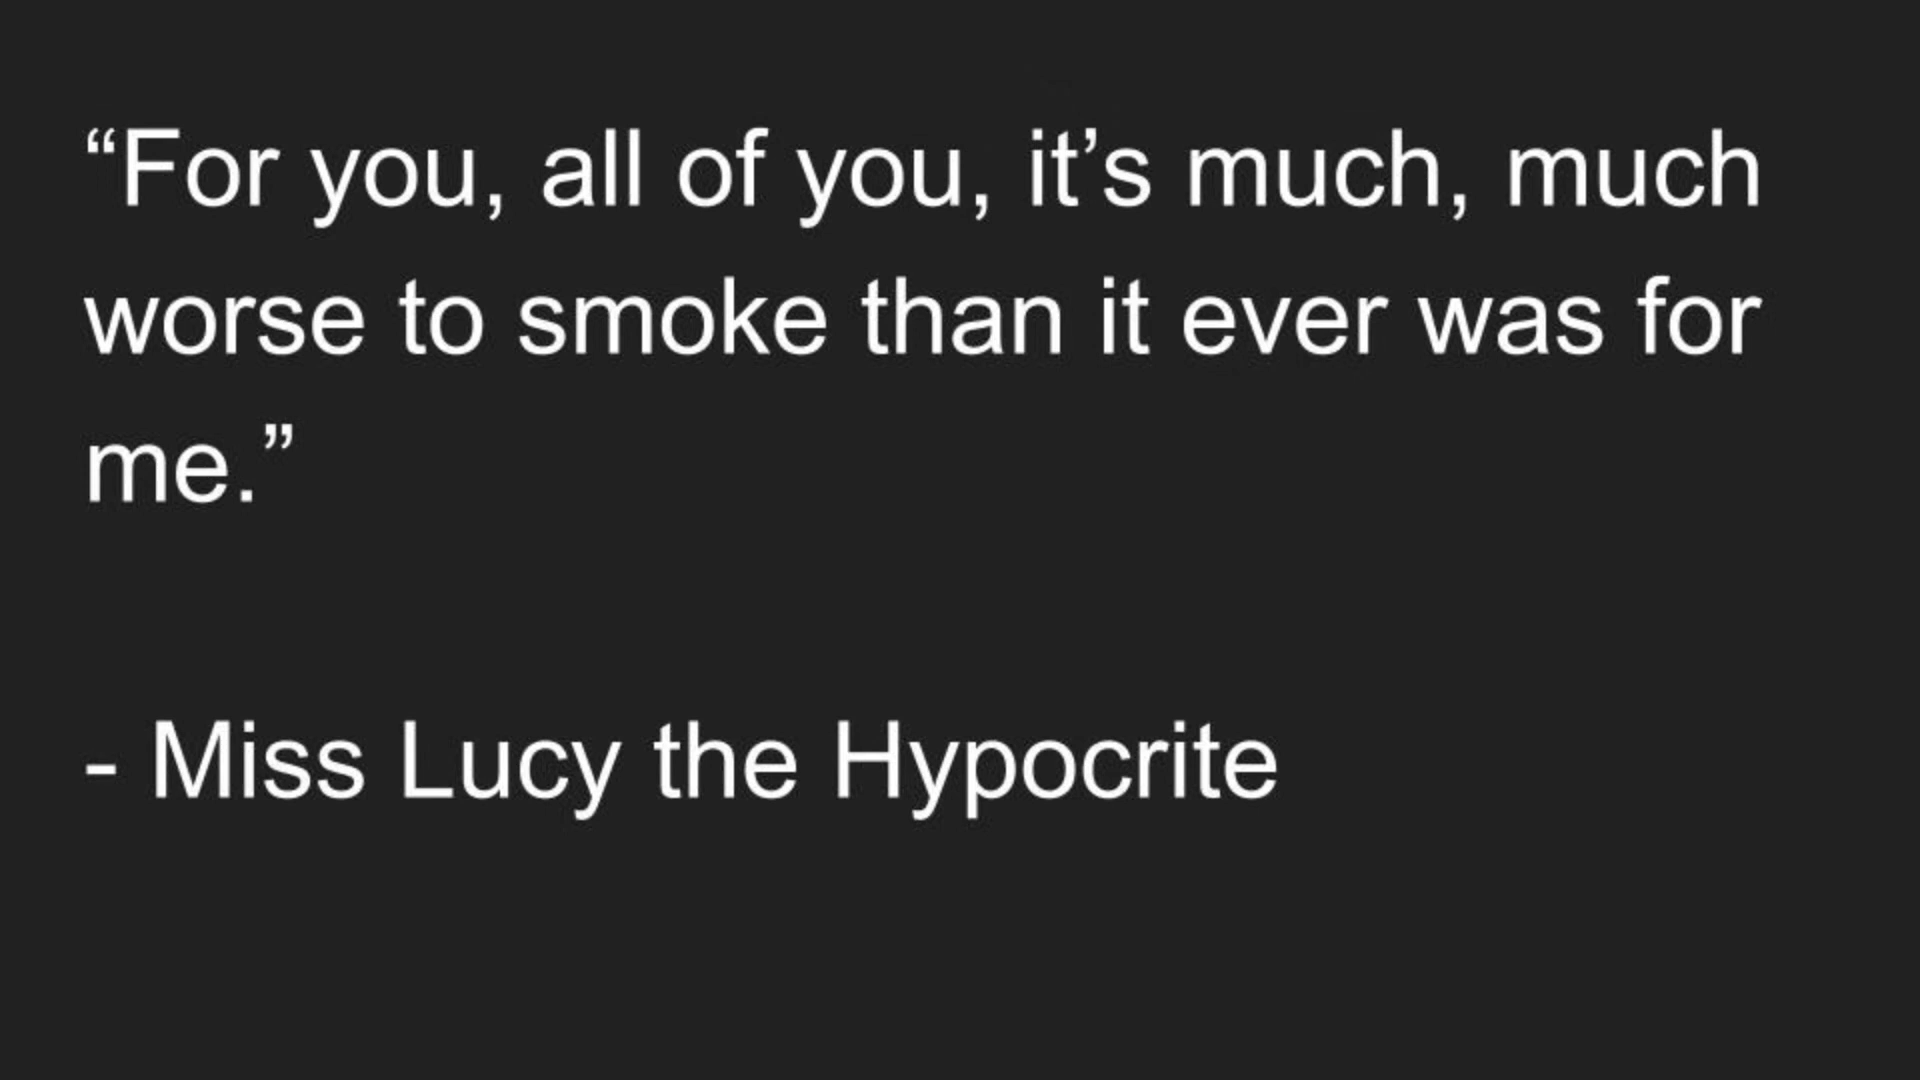 “For you, all of you, it’s much, much
worse to smoke than it ever was for
me.”
- Miss Lucy the Hypocrite